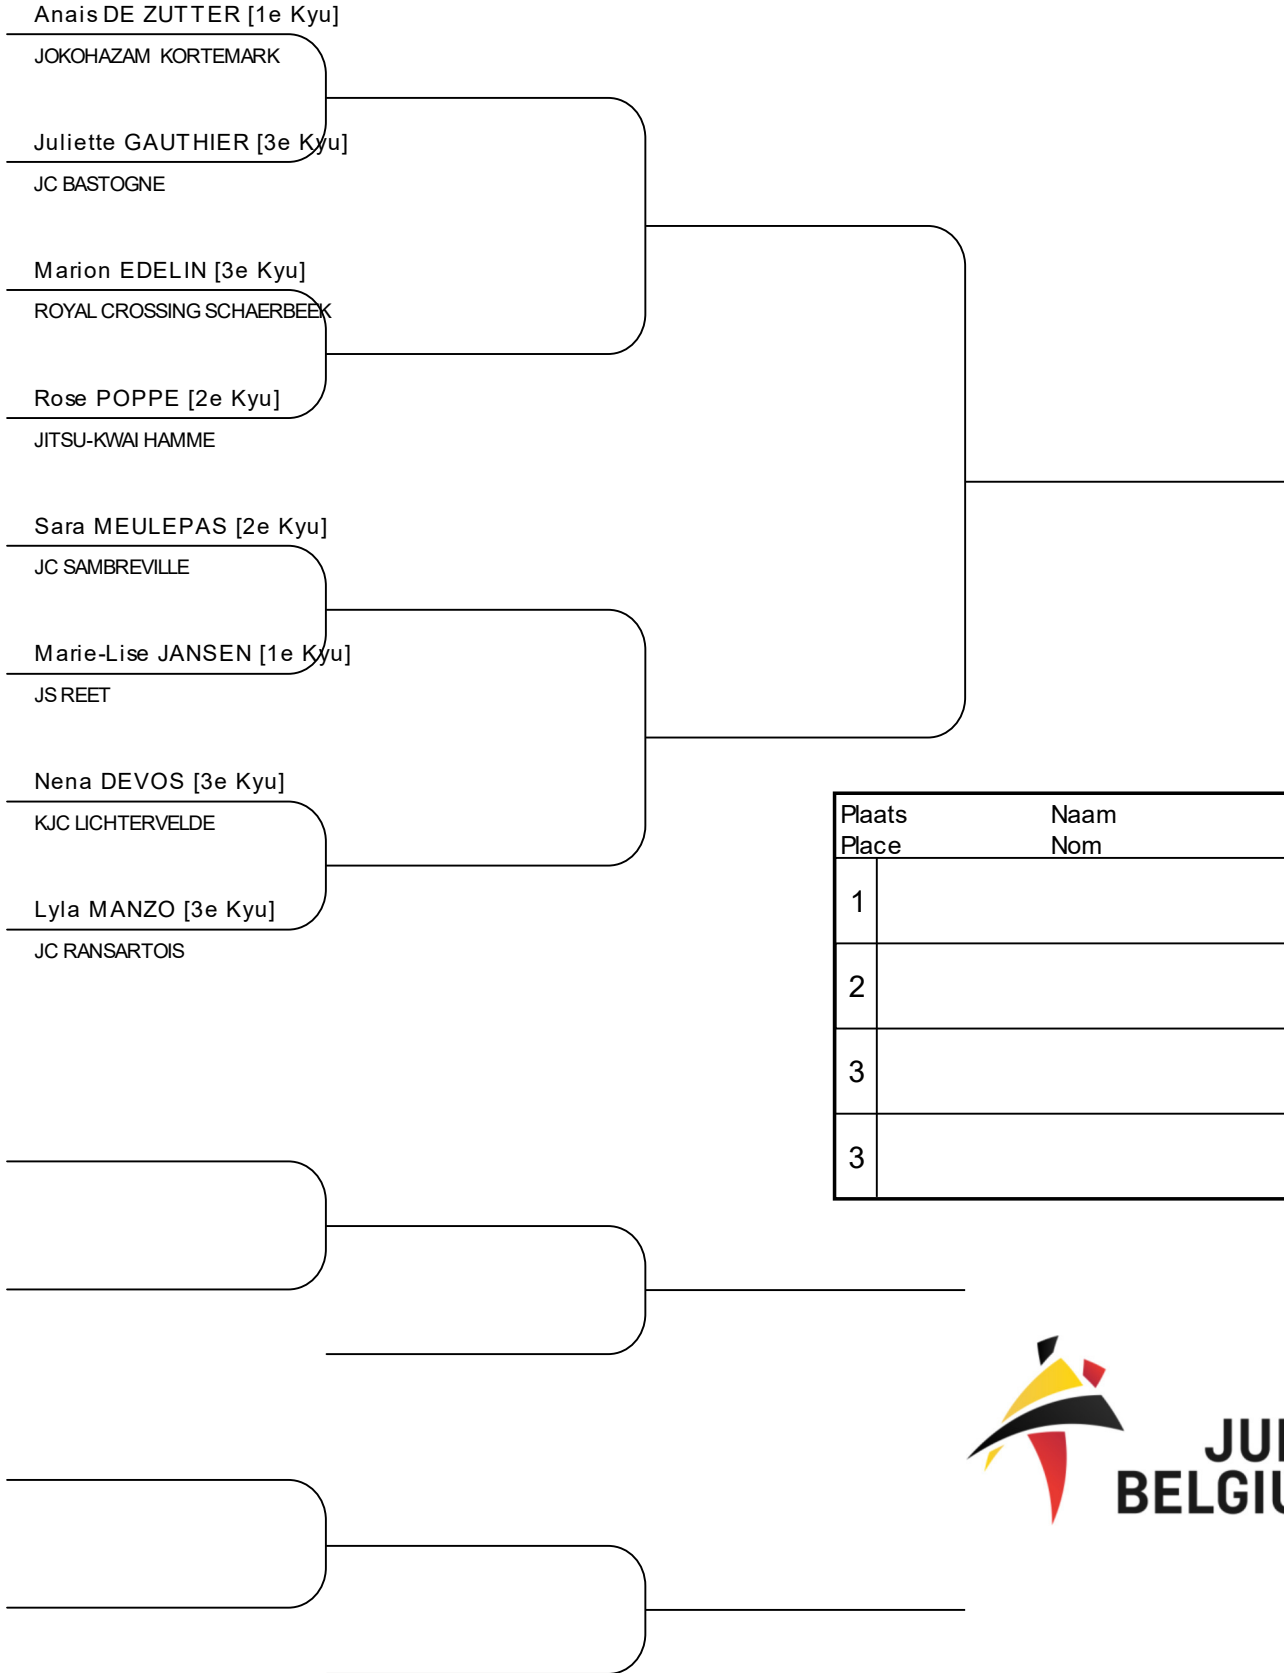 Anais DE ZUTTER [1e Kyu]
JOKOHAZAM KORTEMARK
Juliette GAUTHIER [3e Kyu]
JC BASTOGNE
Marion EDELIN [3e Kyu]
ROYAL CROSSING SCHAERBEEK
Rose POPPE [2e Kyu]
JITSU-KWAI HAMME
Sara MEULEPAS [2e Kyu]
JC SAMBREVILLE
Marie-Lise JANSEN [1e Kyu]
JS REET
Nena DEVOS [3e Kyu]
KJC LICHTERVELDE
Lyla MANZO [3e Kyu]
JC RANSARTOIS
Plaats Naam
Place Nom
1
2
3
3